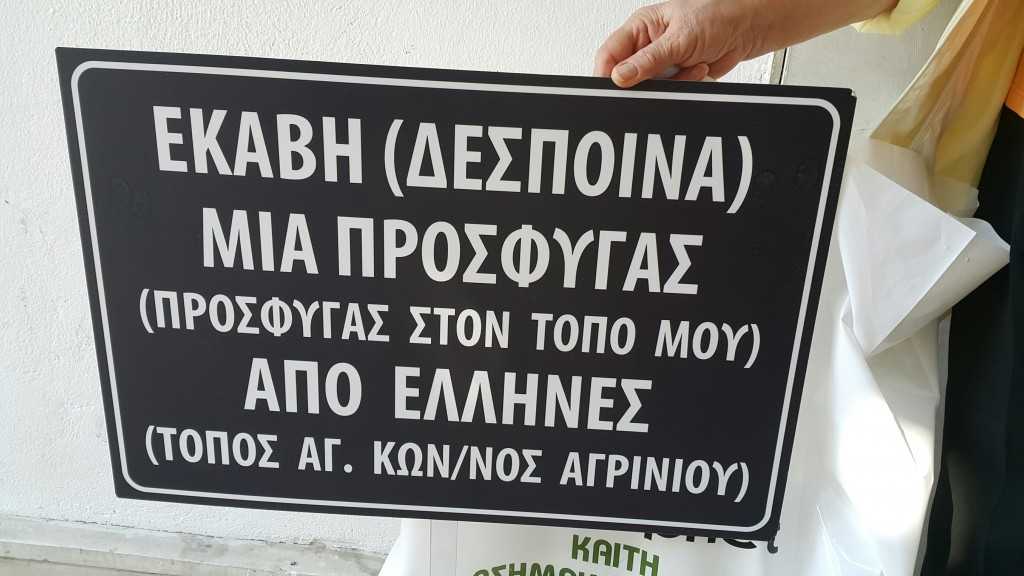 ΕΚΑΒΗ (ΔΕΣΠΟΙΝΑ)
ΜΙΑ ΠΡΟΣΦΥΓΑΣ
(ΠΡΟΣΦΥΓΑΣ ΣΤΟΝ ΤΟΠΟ ΜΟΥ)
ΑΠΟ ΕΛΛΗΝΕΣ
(ΤΟΠΟΣ ΑΓ. ΚΩΝ/ΝΟΣ ΑΓΡΙΝΙΟΥ)
ΚΑΙΤΗ